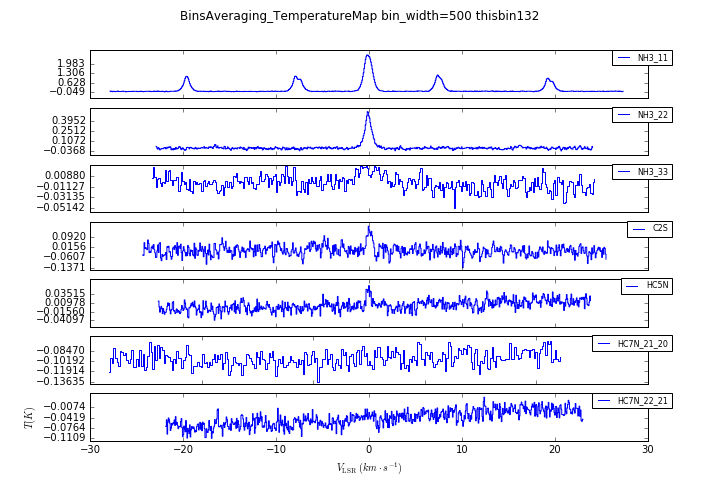 BinsAveraging_TemperatureMap bin_width=500 thisbin132
NH3_11
1.983
1.306
0.628
−0.049
NH3_22
0.3952
0.2512
0.1072
−0.0368
NH3_33
0.00880
−0.01127
−0.03135
−0.05142
C2S
0.0920
0.0156
−0.0607
−0.1371
HC5N
0.03515
0.00978
−0.01560
−0.04097
HC7N_21_20
−0.08470
−0.10192
−0.11914
−0.13635
HC7N_22_21
−0.0074
−0.0419
−0.0764
−0.1109
T(K)
−30 −20 −10 0 10 20 30
V_LSR (km · s⁻¹)